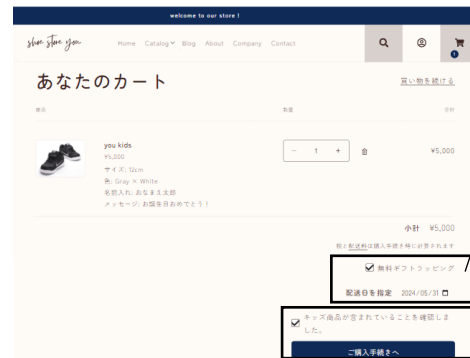 welcome to our store !
shoe store you
Home Catalog Blog About Company Contact
1
あなたのカート
買い物を続ける
商品 数量 合計
you kids
¥5,000
サイズ: 12cm
色: Gray × White
名前入れ: おなまえ太郎
メッセージ: お誕生日おめでとう！
− 1 +
¥5,000
小計 ¥5,000
税と配送料は購入手続き時に計算されます
無料ギフトラッピング
配送日を指定 2024/05/31
キッズ商品が含まれていることを確認しま
した。
ご購入手続きへ